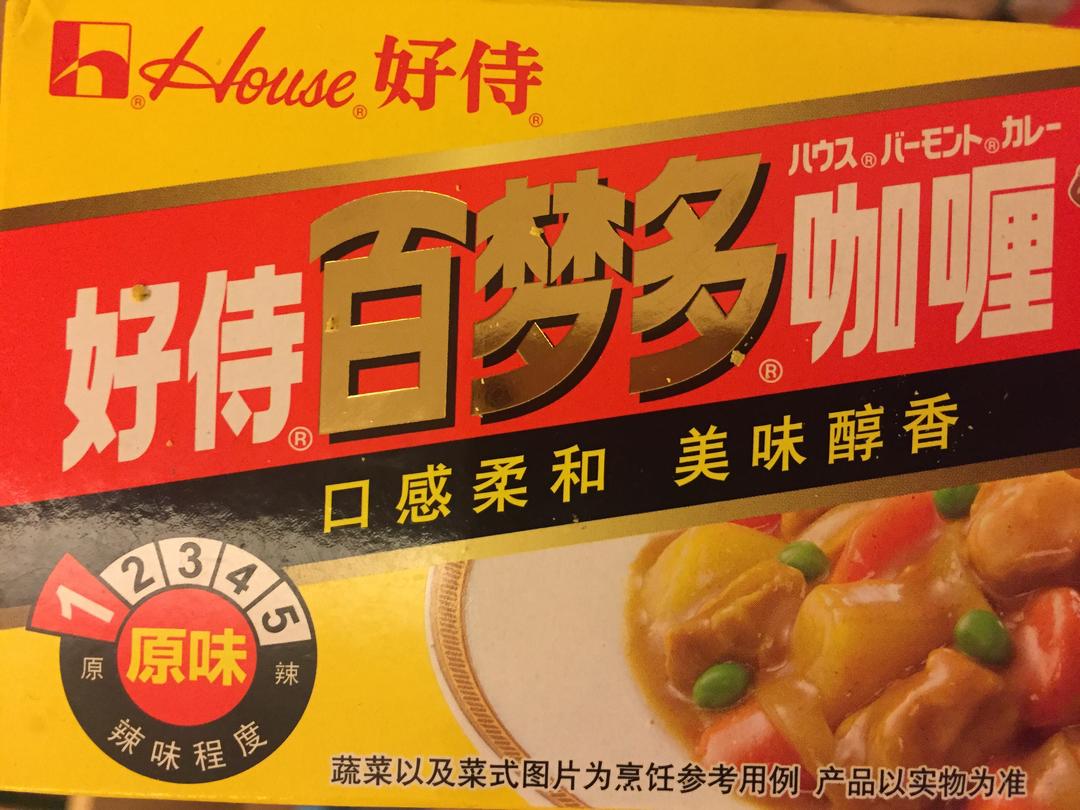 House® 好侍®
ハウス®バーモント®カレー
好侍®百梦多®咖喱
口感柔和 美味醇香
1 2 3 4 5
原 原味 辣
辣味程度
蔬菜以及菜式图片为烹饪参考用例 产品以实物为准